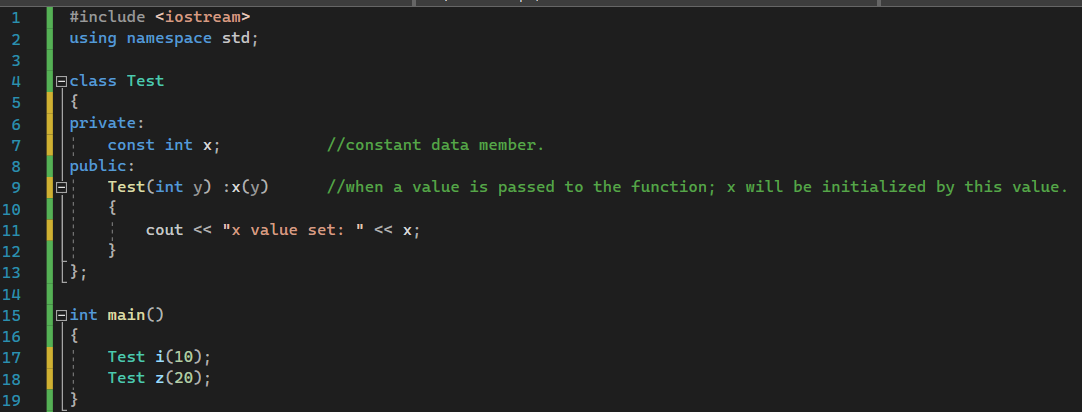 1 #include <iostream>
2 using namespace std;
3
4 class Test
5 {
6 private:
7 const int x; //constant data member.
8 public:
9 Test(int y) :x(y) //when a value is passed to the function; x will be initialized by this value.
10 {
11 cout << "x value set: " << x;
12 }
13 };
14
15 int main()
16 {
17 Test i(10);
18 Test z(20);
19 }